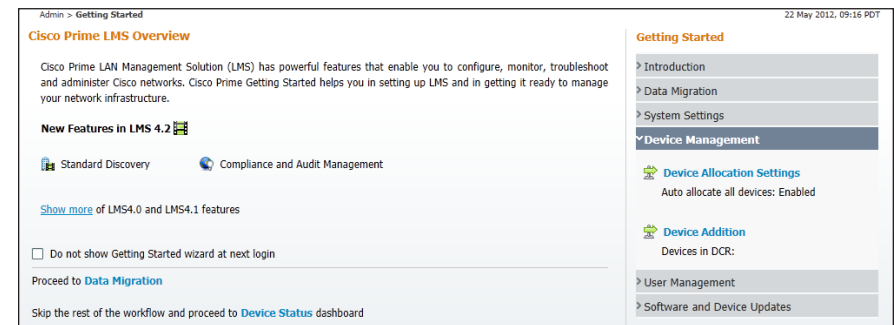 Admin > Getting Started
22 May 2012, 09:16 PDT
Cisco Prime LMS Overview
Cisco Prime LAN Management Solution (LMS) has powerful features that enable you to configure, monitor, troubleshoot
and administer Cisco networks. Cisco Prime Getting Started helps you in setting up LMS and in getting it ready to manage
your network infrastructure.
New Features in LMS 4.2
Standard Discovery
Compliance and Audit Management
Show more of LMS4.0 and LMS4.1 features
Do not show Getting Started wizard at next login
Proceed to Data Migration
Skip the rest of the workflow and proceed to Device Status dashboard
Getting Started
Introduction
Data Migration
System Settings
Device Management
Device Allocation Settings
Auto allocate all devices: Enabled
Device Addition
Devices in DCR:
User Management
Software and Device Updates